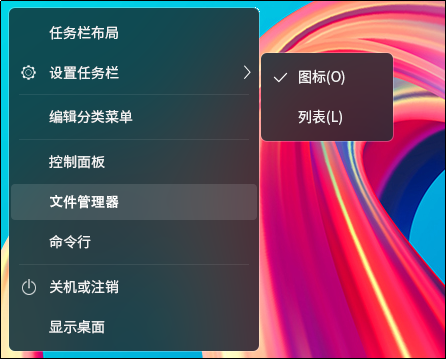 任务栏布局
设置任务栏
图标(O)
列表(L)
编辑分类菜单
控制面板
文件管理器
命令行
关机或注销
显示桌面